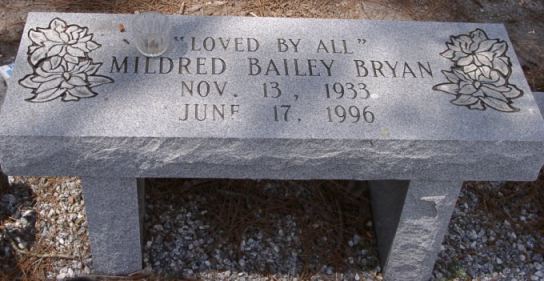 "LOVED BY ALL"
MILDRED BAILEY BRYAN
NOV. 13, 1933
JUNE 17, 1996